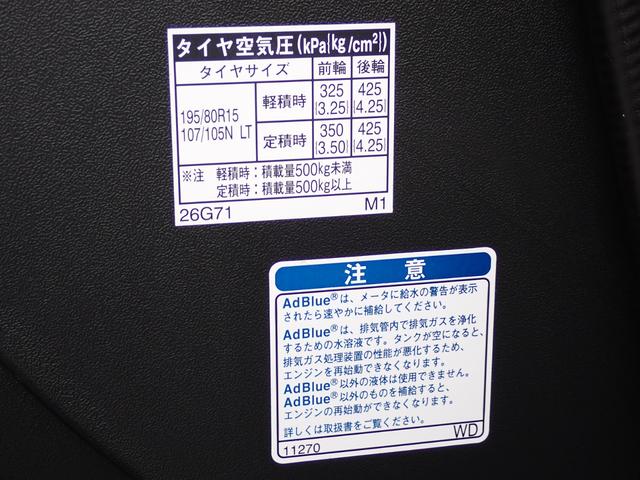 タイヤ空気圧(kPa{kg/cm²})
タイヤサイズ 前輪 後輪
195/80R15
107/105N LT
軽積時 325 {3.25} 425 {4.25}
定積時 350 {3.50} 425 {4.25}
※注 軽積時:積載量500kg未満
定積時:積載量500kg以上
26G71 M1
注意
AdBlue®は、メータに給水の警告が表示
されたら速やかに補給してください。
AdBlue®は、排気管内で排気ガスを浄化
するための水溶液です。タンクが空になると、
排気ガス処理装置の性能が悪化するため、
エンジンを再始動できなくなります。
AdBlue®以外の液体は使用できません。
AdBlue®以外のものを補給すると、
エンジンの再始動ができなくなります。
詳しくは取扱書をご覧ください。
11270 WD